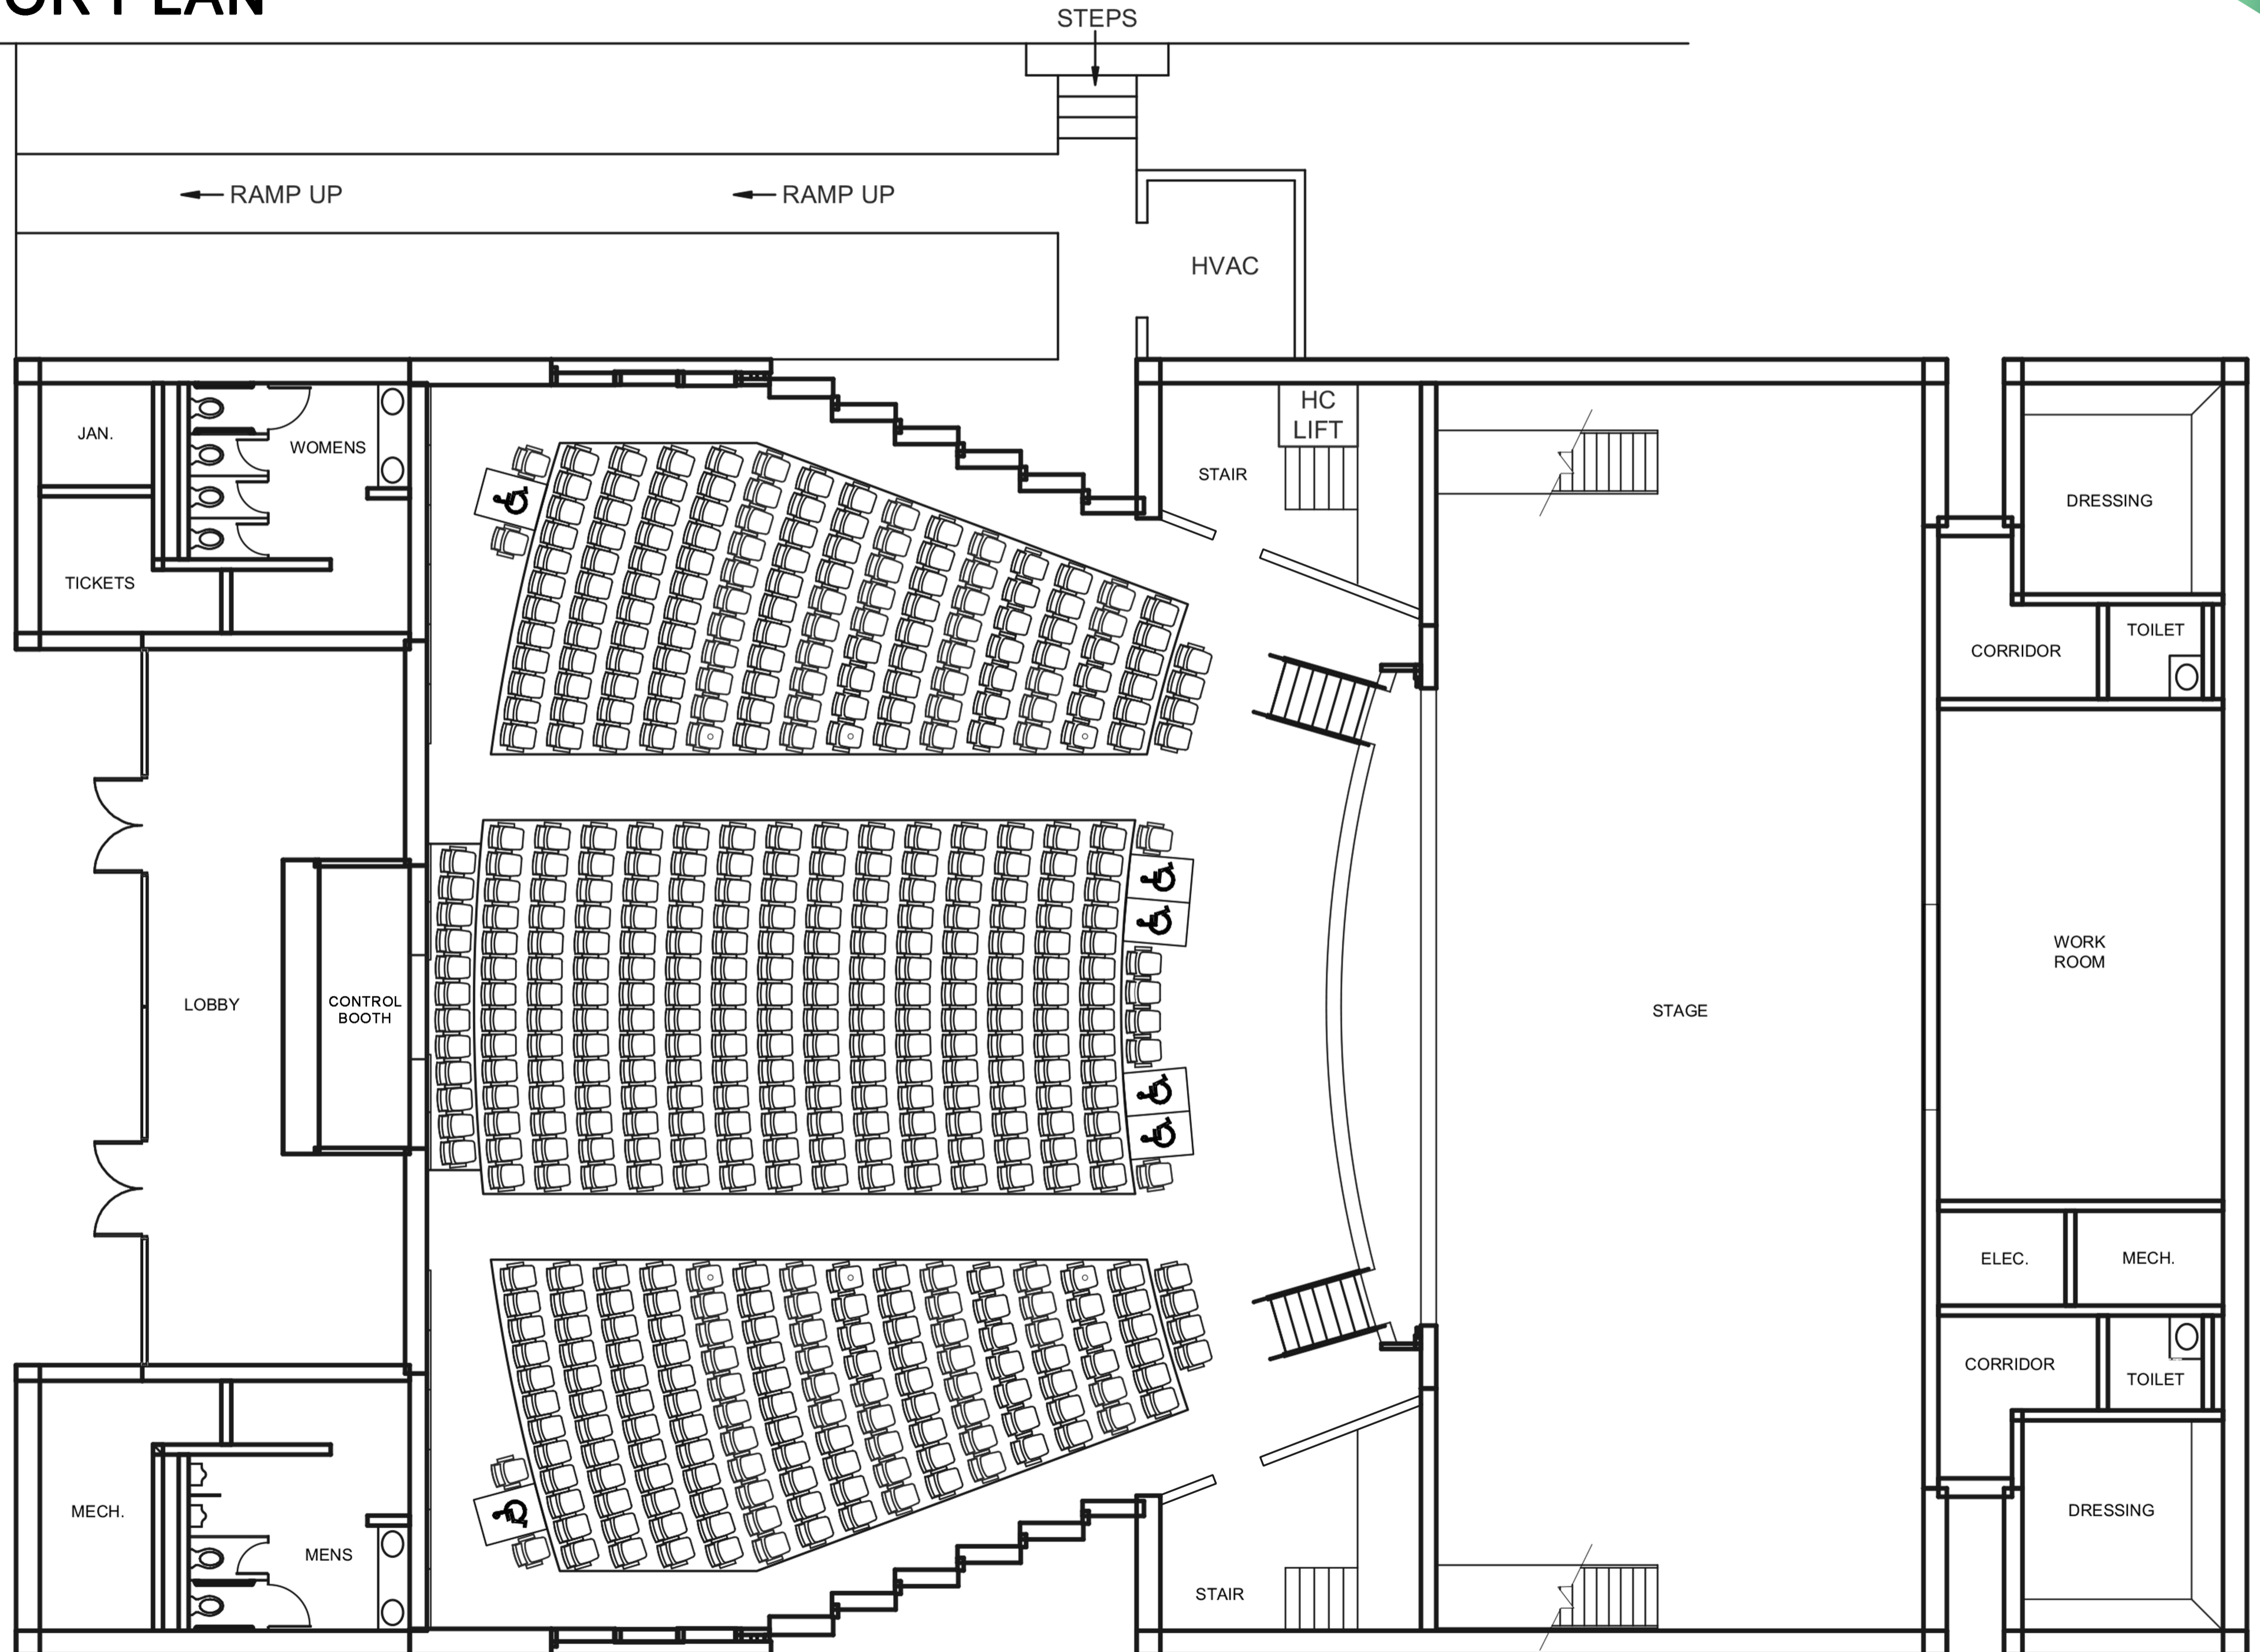 STEPS
RAMP UP
RAMP UP
HVAC
HC
LIFT
JAN.
WOMENS
STAIR
DRESSING
TICKETS
TOILET
CORRIDOR
WORK
ROOM
LOBBY
CONTROL
BOOTH
STAGE
ELEC.
MECH.
CORRIDOR
TOILET
MECH.
MENS
STAIR
DRESSING